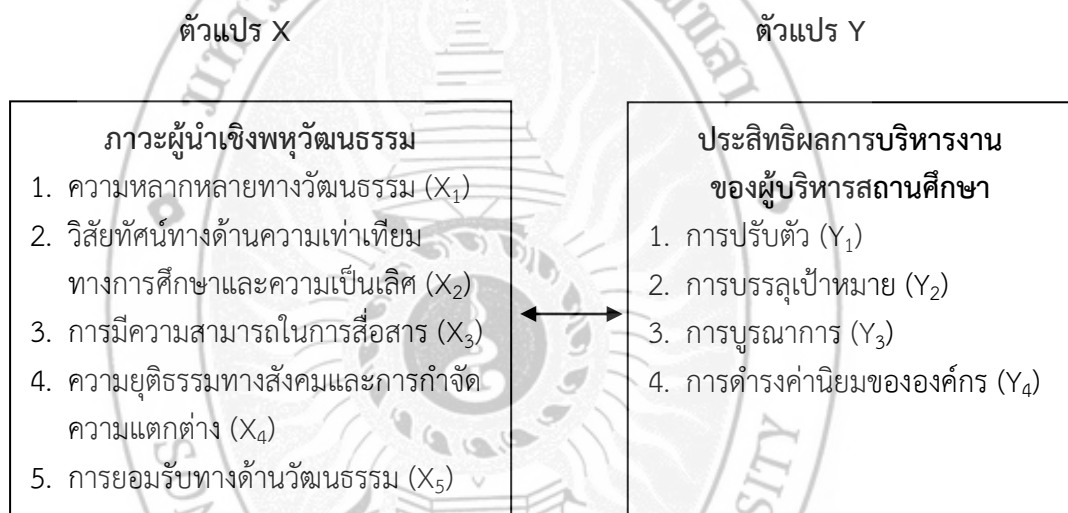 ตัวแปร X
ตัวแปร Y
ภาวะผู้นำเชิงพหุวัฒนธรรม
1. ความหลากหลายทางวัฒนธรรม (X₁)
2. วิสัยทัศน์ทางด้านความเท่าเทียม
ทางการศึกษาและความเป็นเลิศ (X₂)
3. การมีความสามารถในการสื่อสาร (X₃)
4. ความยุติธรรมทางสังคมและการกำจัด
ความแตกต่าง (X₄)
5. การยอมรับทางด้านวัฒนธรรม (X₅)
ประสิทธิผลการบริหารงาน
ของผู้บริหารสถานศึกษา
1. การปรับตัว (Y₁)
2. การบรรลุเป้าหมาย (Y₂)
3. การบูรณาการ (Y₃)
4. การดำรงค่านิยมขององค์กร (Y₄)